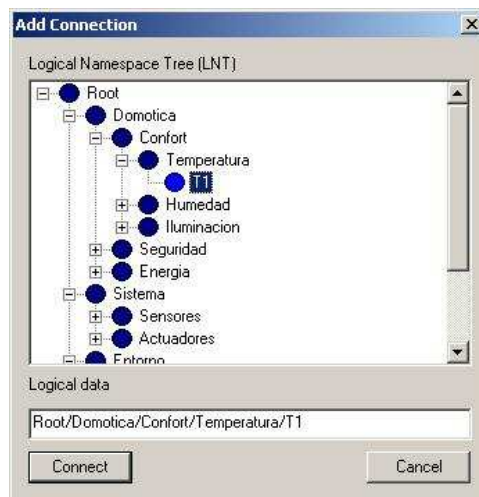 Add Connection
Logical Namespace Tree (LNT)
Root
Domotica
Confort
Temperatura
T1
Humedad
Iluminacion
Seguridad
Energia
Sistema
Sensores
Actuadores
Entorno
Logical data
Root/Domotica/Confort/Temperatura/T1
Connect Cancel